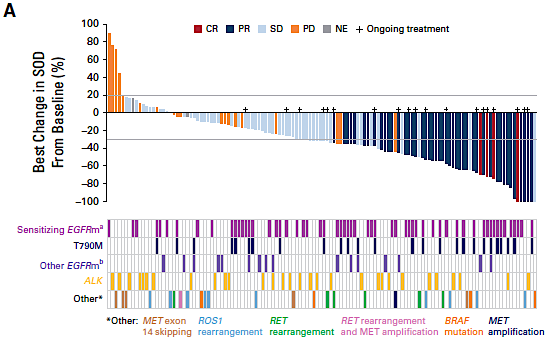 A
CR PR SD PD NE + Ongoing treatment
Best Change in SOD
From Baseline (%)
100
80
60
40
20
0
−20
−40
−60
−80
−100
Sensitizing EGFRmᵃ
T790M
Other EGFRmᵇ
ALK
Other*
*Other: MET exon ROS1 RET RET rearrangement BRAF MET
14 skipping rearrangement rearrangement and MET amplification mutation amplification